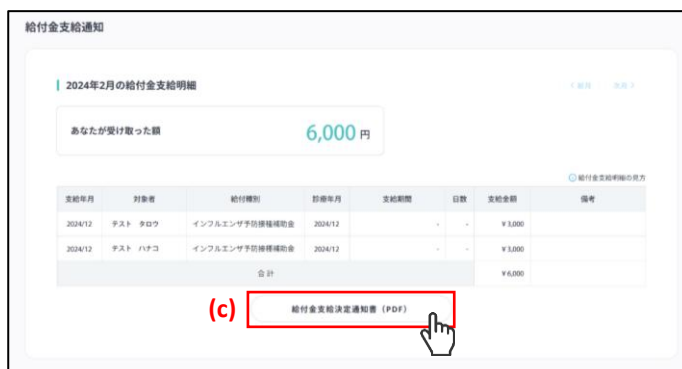 給付金支給通知
2024年2月の給付金支給明細
< 前月 次月 >
あなたが受け取った額 6,000 円
給付金支給明細の見方
支給年月 対象者 給付種別 診療年月 支給期間 日数 支給金額 備考
2024/12 テスト タロウ インフルエンザ予防接種補助金 2024/12 - - ¥3,000
2024/12 テスト ハナコ インフルエンザ予防接種補助金 2024/12 - - ¥3,000
合計 ¥6,000
(c) 給付金支給決定通知書（PDF）